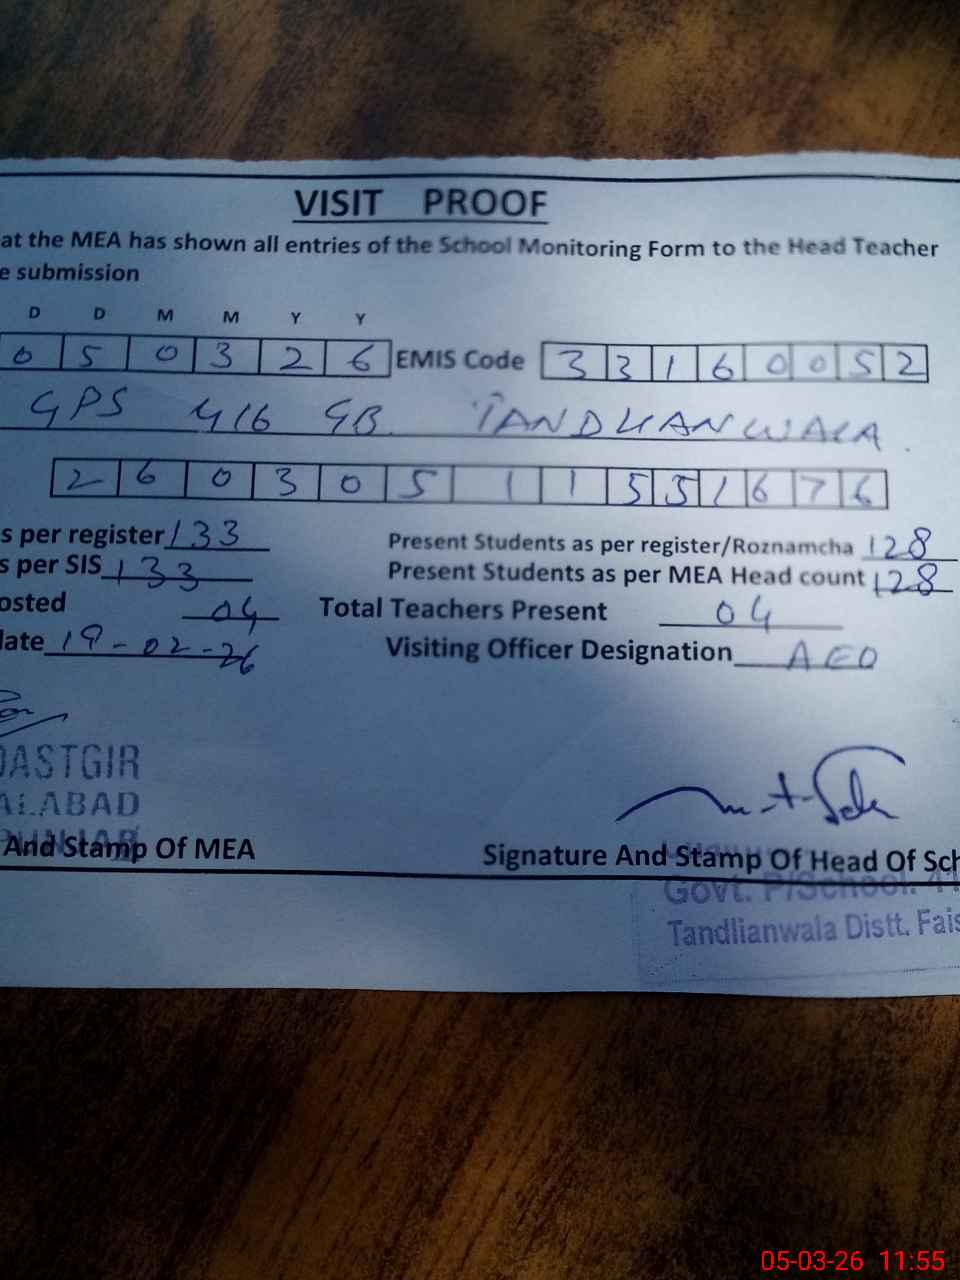 VISIT PROOF
at the MEA has shown all entries of the School Monitoring Form to the Head Teacher
e submission
D D M M Y Y
0 5 0 3 2 6 EMIS Code 3 3 1 6 0 0 5 2
GPS 416 GB TANDLIANWALA
2 6 0 3 0 5 1 1 5 5 1 6 7 6
s per register 133 Present Students as per register/Roznamcha 128
s per SIS 133 Present Students as per MEA Head count 128
osted 04 Total Teachers Present 04
late 19-02-26 Visiting Officer Designation AEO
DASTGIR
ALABAD
PUNJAB
And Stamp Of MEA Signature And Stamp Of Head Of Sch
Govt. P/School. 41
Tandlianwala Distt. Fais
05-03-26 11:55